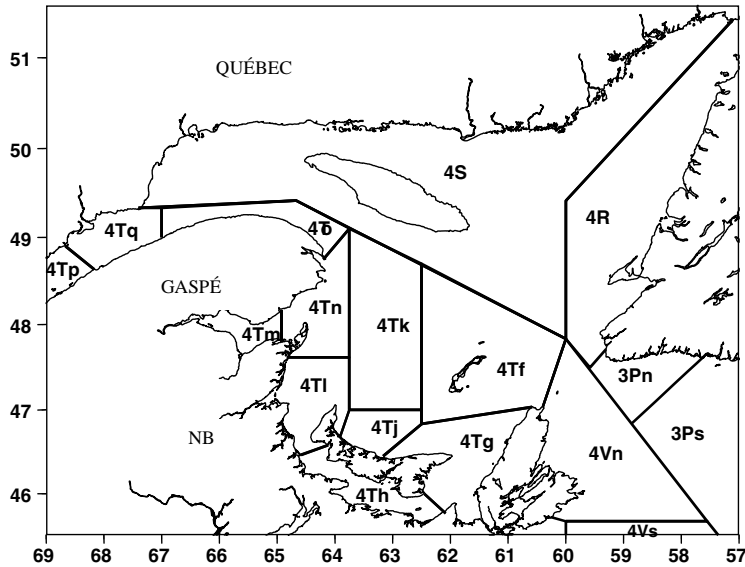 51
QUÉBEC
50
4S
49
4Tq
4To
4R
4Tp
GASPÉ
4Tn
48
4Tm
4Tk
4Tf
3Pn
4Tl
47
4Tj
4Tg
3Ps
NB
4Vn
46
4Th
4Vs
69 68 67 66 65 64 63 62 61 60 59 58 57